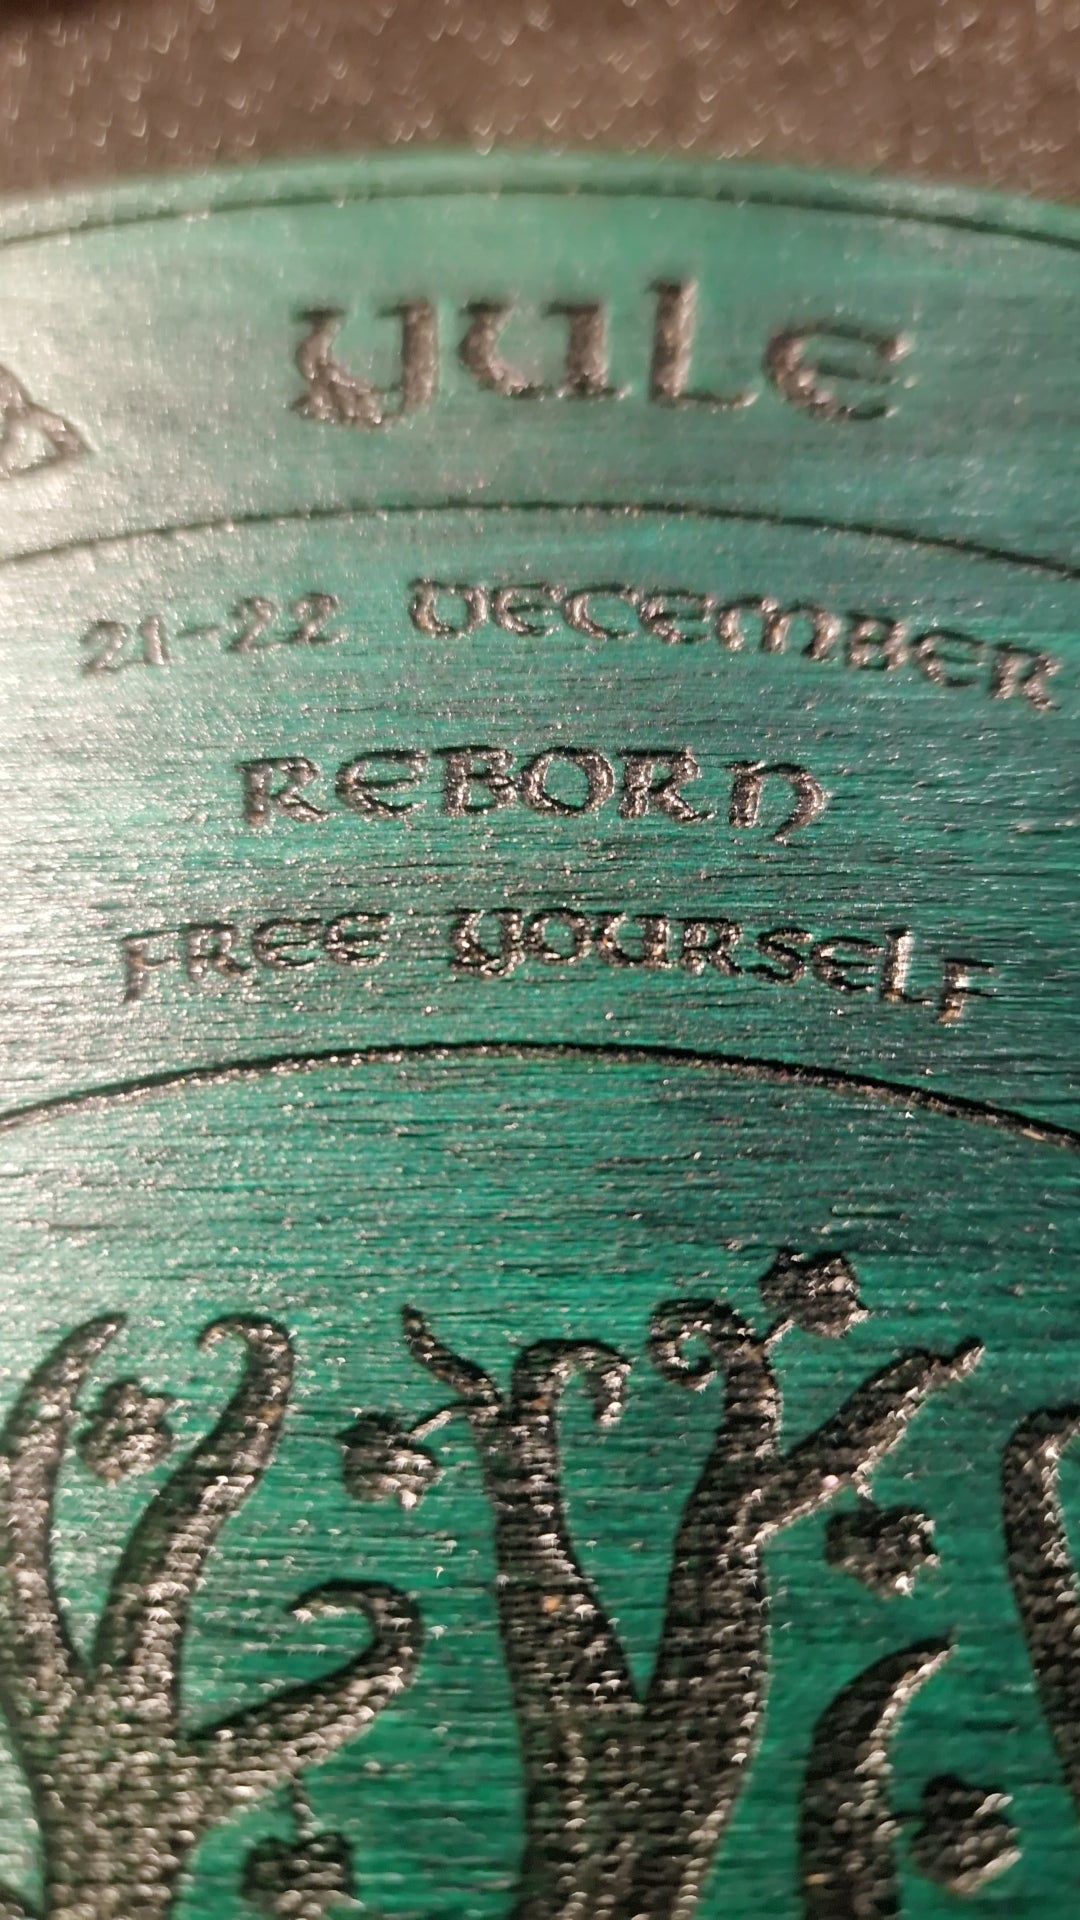 YULE
21-22 DECEMBER
REBORN
FREE YOURSELF